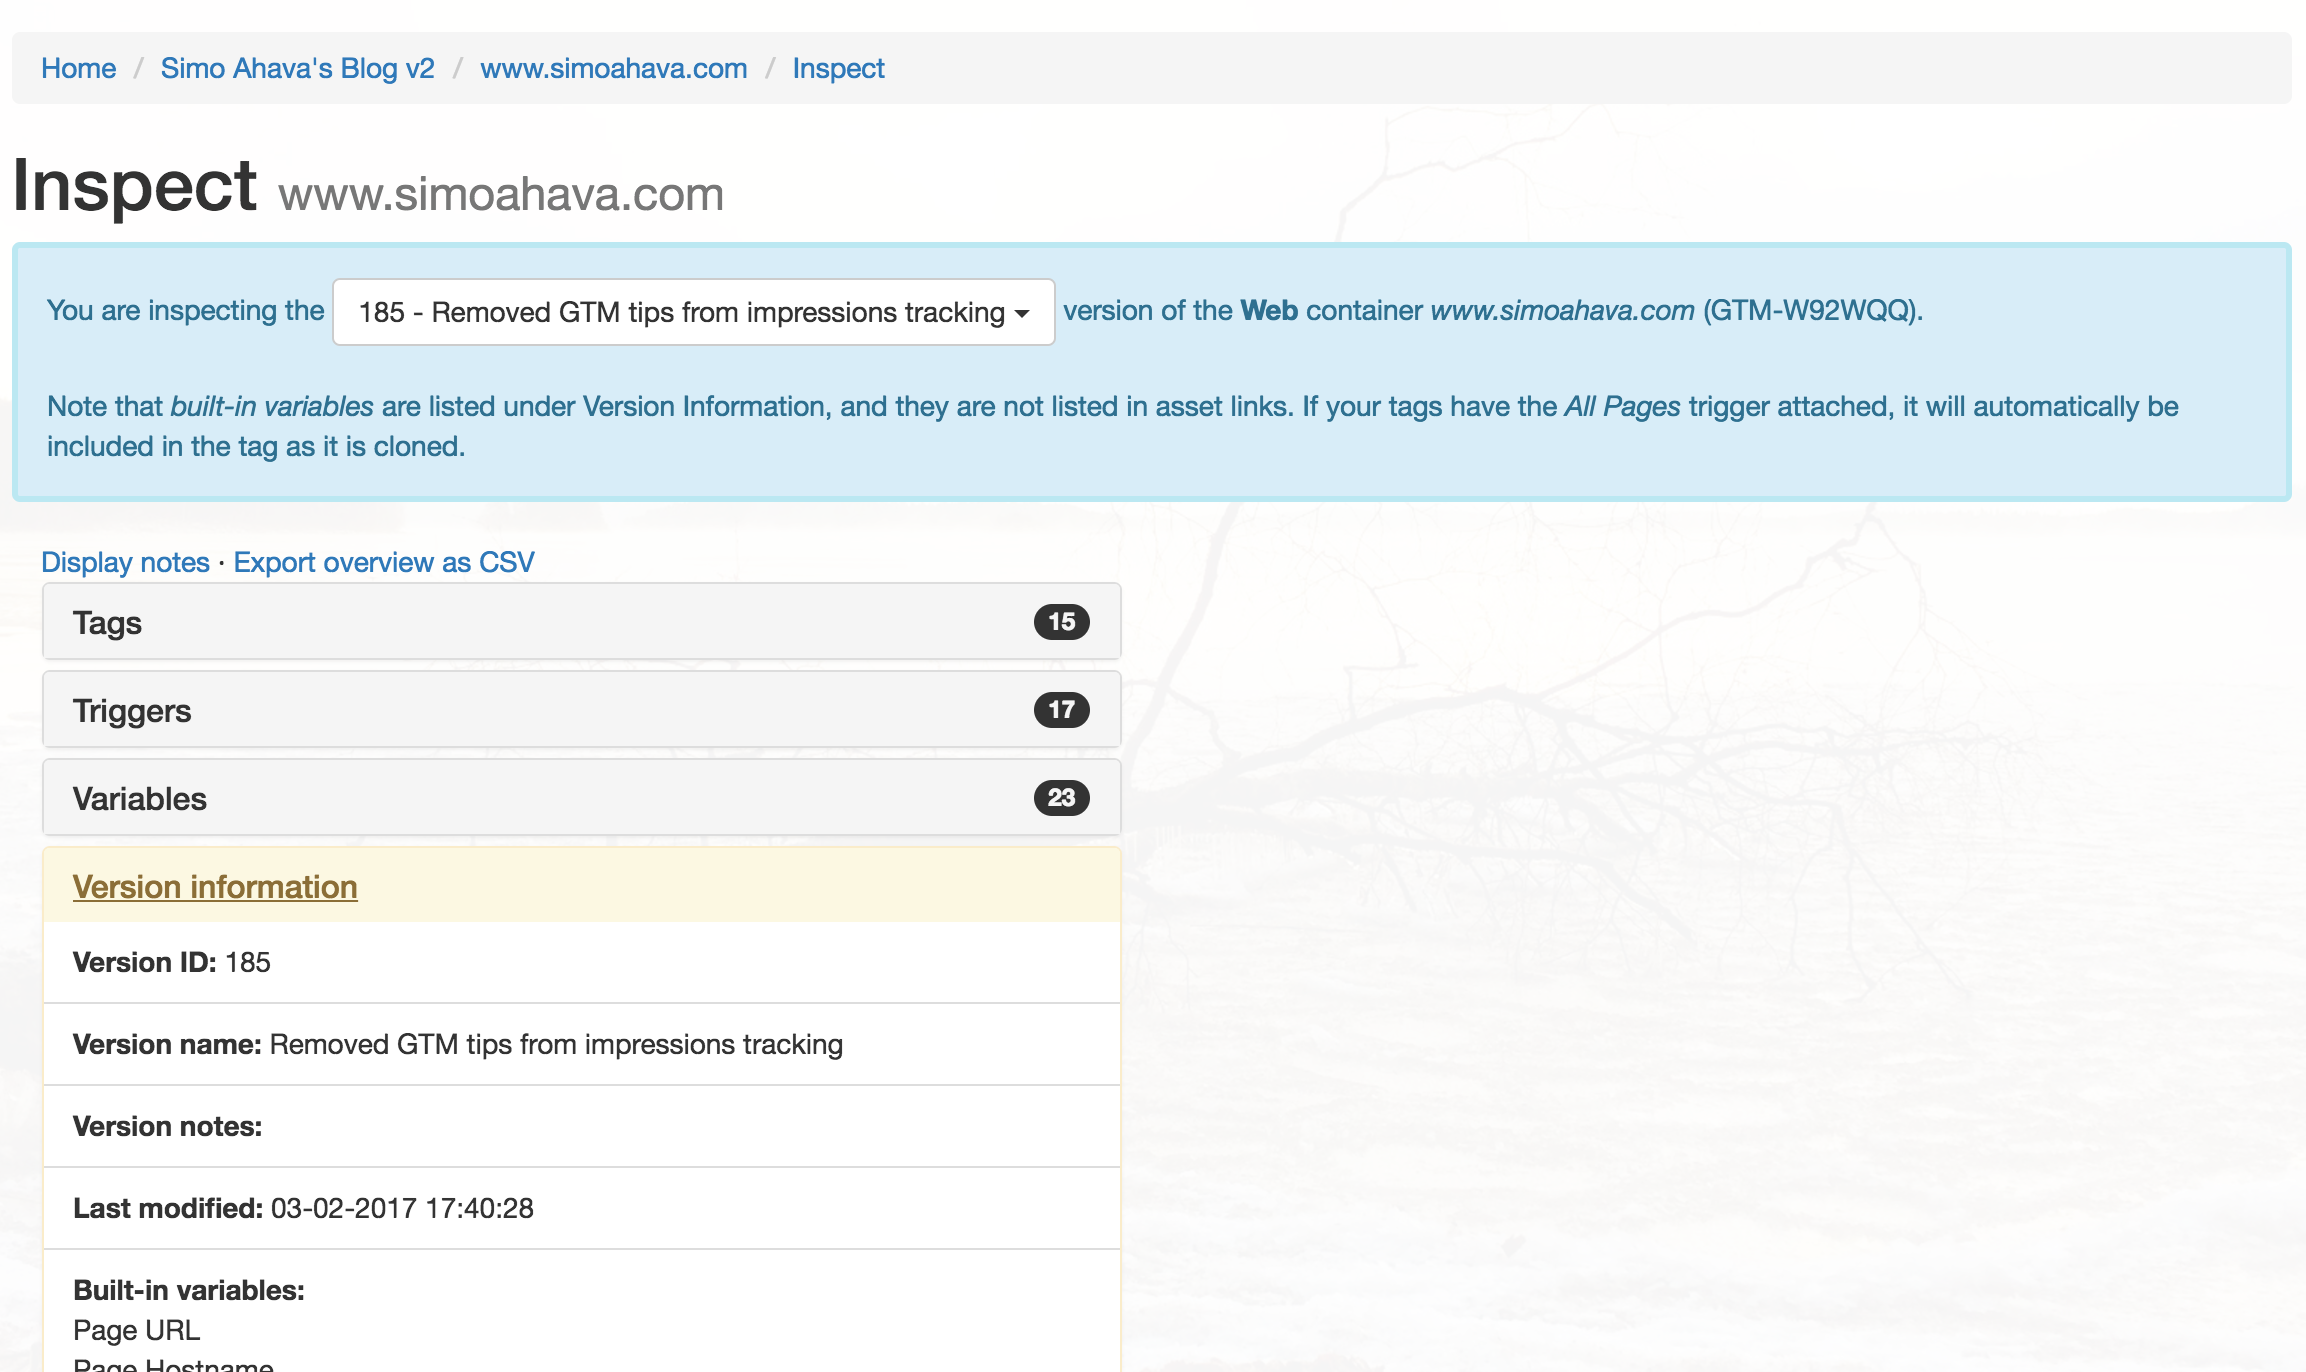 Home / Simo Ahava's Blog v2 / www.simoahava.com / Inspect
Inspect www.simoahava.com
You are inspecting the 185 - Removed GTM tips from impressions tracking version of the Web container www.simoahava.com (GTM-W92WQQ).
Note that built-in variables are listed under Version Information, and they are not listed in asset links. If your tags have the All Pages trigger attached, it will automatically be
included in the tag as it is cloned.
Display notes · Export overview as CSV
Tags 15
Triggers 17
Variables 23
Version information
Version ID: 185
Version name: Removed GTM tips from impressions tracking
Version notes:
Last modified: 03-02-2017 17:40:28
Built-in variables:
Page URL
Page Hostname